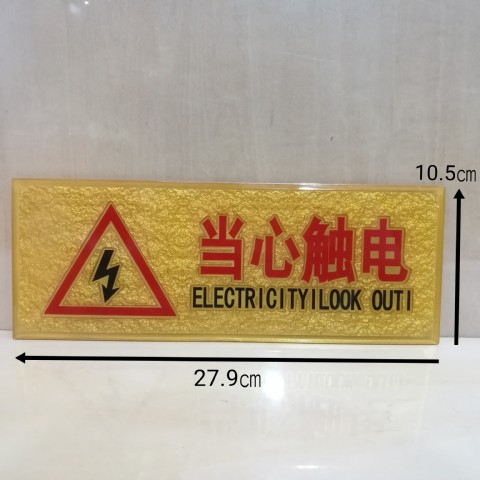 10.5cm
当心触电
ELECTRICITYILOOK OUTI
27.9cm